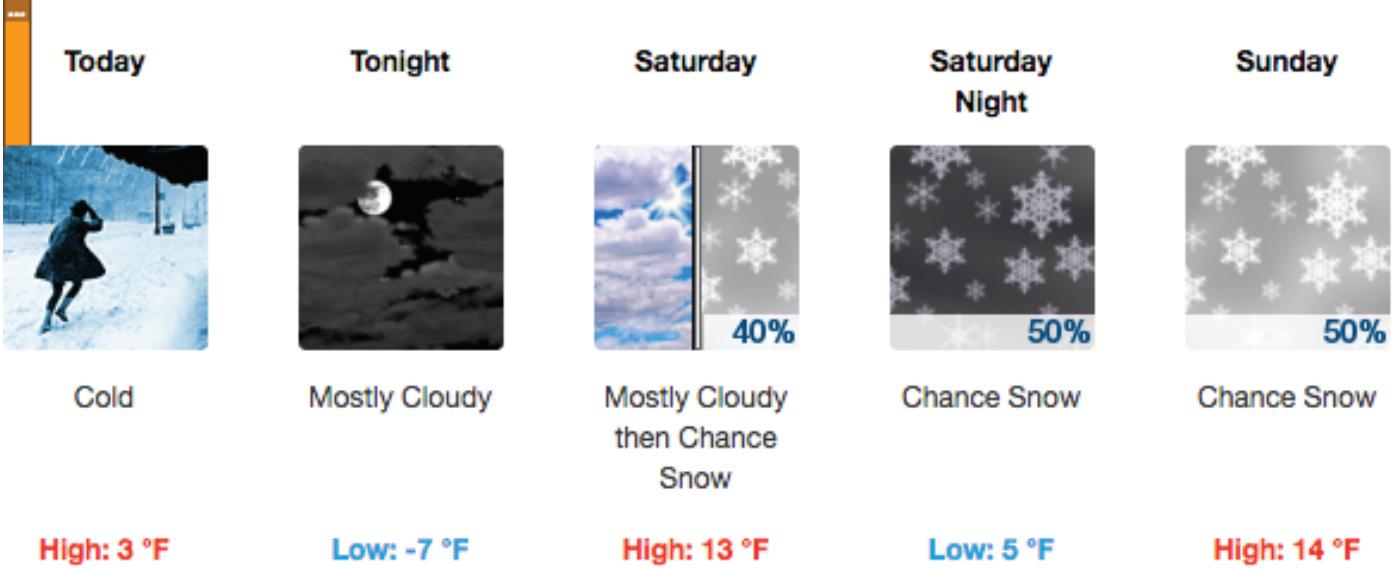 Today
Tonight
Saturday
Saturday
Night
Sunday
40%
50%
50%
Cold
Mostly Cloudy
Mostly Cloudy
then Chance
Snow
Chance Snow
Chance Snow
High: 3 °F
Low: -7 °F
High: 13 °F
Low: 5 °F
High: 14 °F